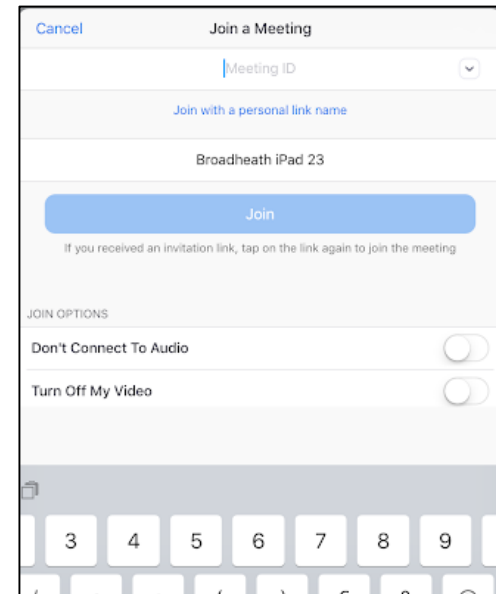 Cancel Join a Meeting
Meeting ID
Join with a personal link name
Broadheath iPad 23
Join
If you received an invitation link, tap on the link again to join the meeting
JOIN OPTIONS
Don't Connect To Audio
Turn Off My Video
3 4 5 6 7 8 9